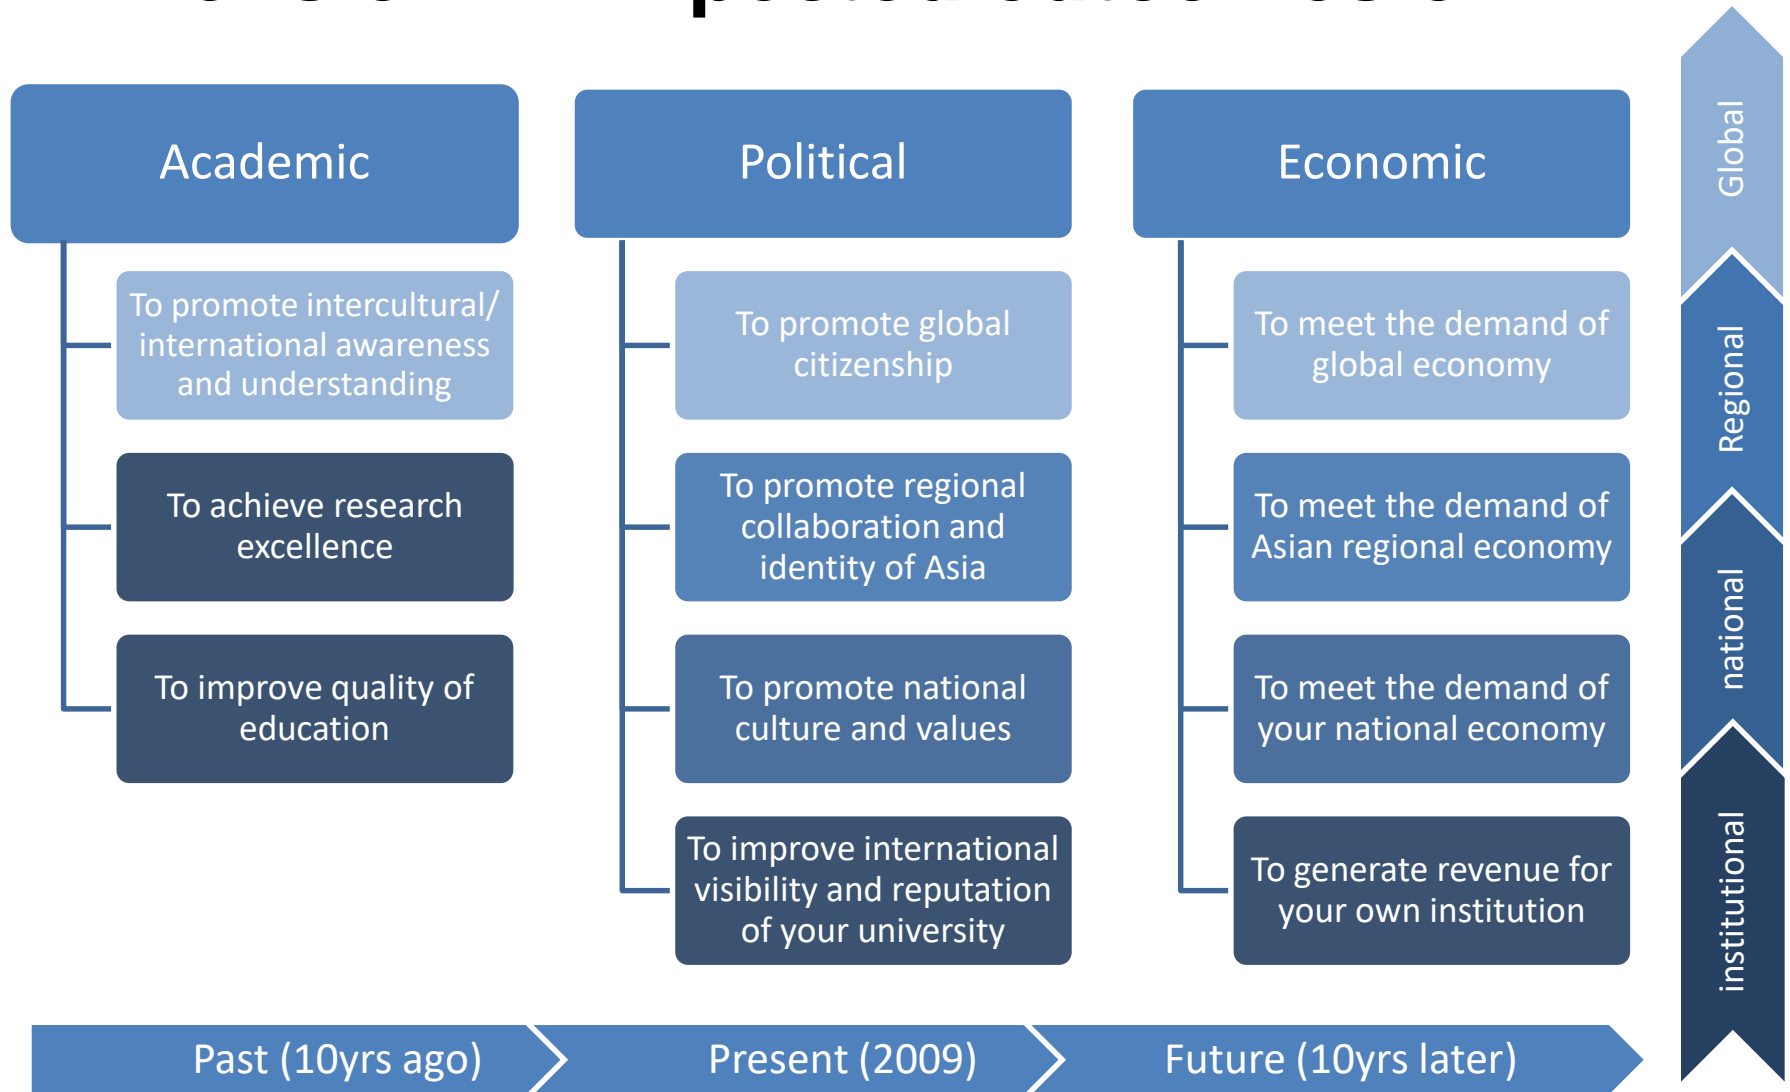 Academic
To promote intercultural/
international awareness
and understanding
To achieve research
excellence
To improve quality of
education
Political
To promote global
citizenship
To promote regional
collaboration and
identity of Asia
To promote national
culture and values
To improve international
visibility and reputation
of your university
Economic
To meet the demand of
global economy
To meet the demand of
Asian regional economy
To meet the demand of
your national economy
To generate revenue for
your own institution
Global
Regional
national
institutional
Past (10yrs ago)
Present (2009)
Future (10yrs later)